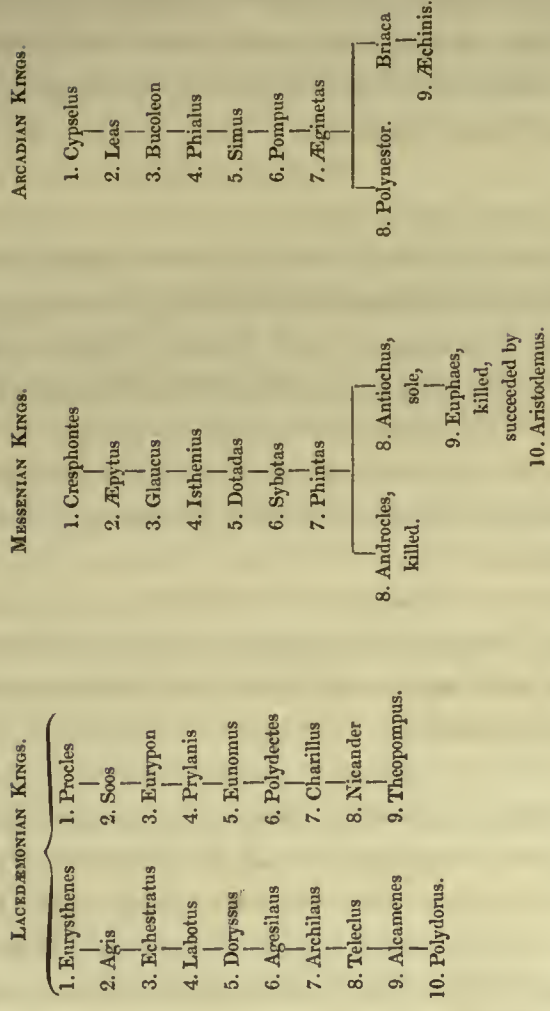 LACEDÆMONIAN KINGS.
1. Eurysthenes
2. Agis
3. Echestratus
4. Labotus
5. Doryssus
6. Agesilaus
7. Archilaus
8. Teleclus
9. Alcamenes
10. Polydorus.
1. Procles
2. Soos
3. Eurypon
4. Prylanis
5. Eunomus
6. Polydectes
7. Charillus
8. Nicander
9. Theopompus.
MESSENIAN KINGS.
1. Cresphontes
2. Æpytus
3. Glaucus
4. Isthenius
5. Dotadas
6. Sybotas
7. Phintas
8. Androcles,
killed.
8. Antiochus,
sole,
9. Euphaes,
killed,
succeeded by
10. Aristodemus.
ARCADIAN KINGS.
1. Cypselus
2. Leas
3. Bucoleon
4. Phialus
5. Simus
6. Pompus
7. Æginetas
8. Polynestor.
Briaca
9. Æchinis.